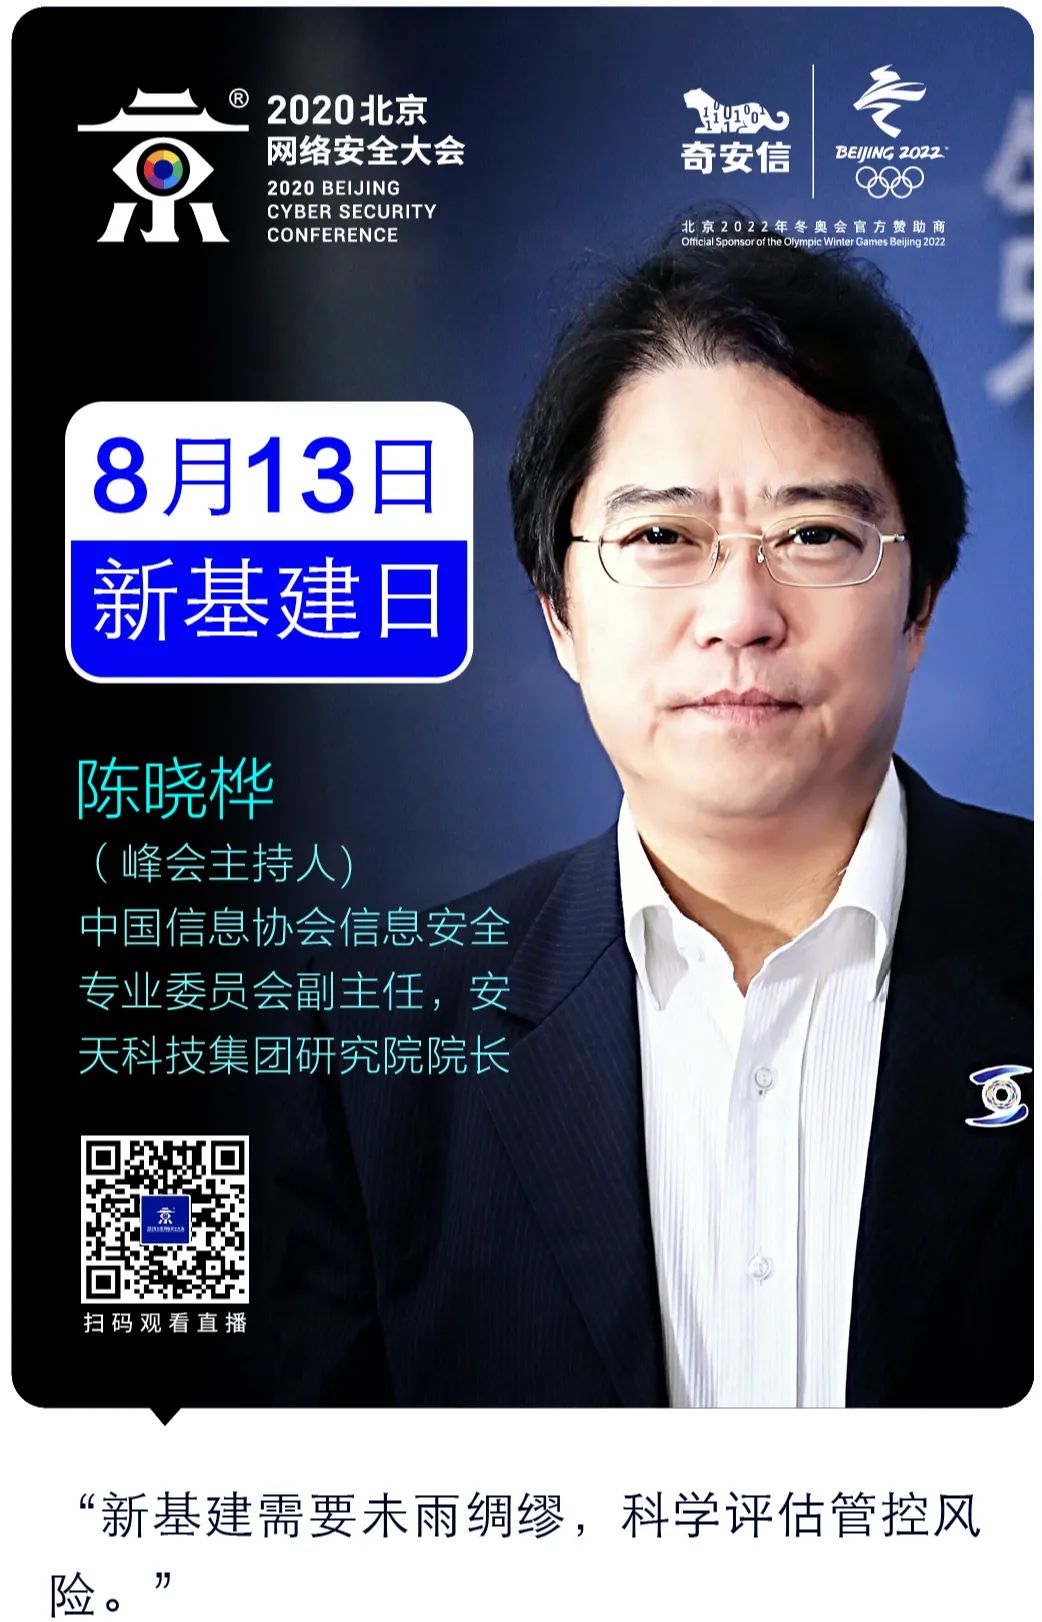 2020北京
网络安全大会
2020 BEIJING
CYBER SECURITY
CONFERENCE
奇安信
BEIJING 2022
北京2022年冬奥会官方赞助商
Official Sponsor of the Olympic Winter Games Beijing 2022
8月13日
新基建日
陈晓桦
（峰会主持人)
中国信息协会信息安全
专业委员会副主任，安
天科技集团研究院院长
扫码观看直播
“新基建需要未雨绸缪，科学评估管控风
险。”